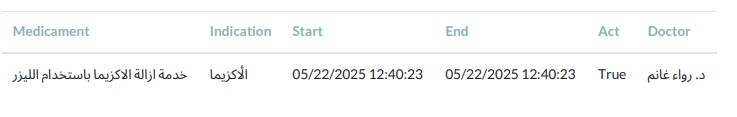 Medicament Indication Start End Act Doctor
خدمة ازالة الاكزيما باستخدام الليزر الأكزيما 05/22/2025 12:40:23 05/22/2025 12:40:23 True د. رواء غانم